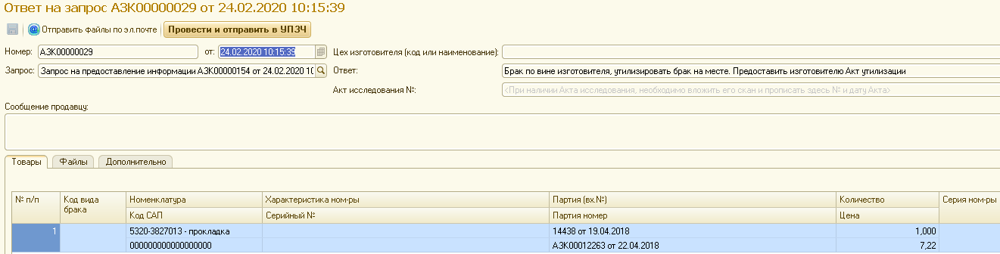 Ответ на запрос АЗК00000029 от 24.02.2020 10:15:39
Отправить файлы по эл.почте Провести и отправить в УПЗЧ
Номер: АЗК00000029 от: 24.02.2020 10:15:39 Цех изготовителя (код или наименование):
Запрос: Запрос на предоставление информации АЗК00000154 от 24.02.2020 Ответ: Брак по вине изготовителя, утилизировать брак на месте. Предоставить изготовителю Акт утилизации
Акт исследования №: <При наличии Акта исследования, необходимо вложить его скан и прописать здесь № и дату Акта>
Сообщение продавцу:
Товары Файлы Дополнительно
№ п/п Код вида брака Номенклатура Характеристика ном-ры Партия (вх.№) Количество Серия ном-ры
Код САП Серийный № Партия номер Цена
1 5320-3827013 - прокладка 14438 от 19.04.2018 1,000
000000000000000000 АЗК00012263 от 22.04.2018 7,22